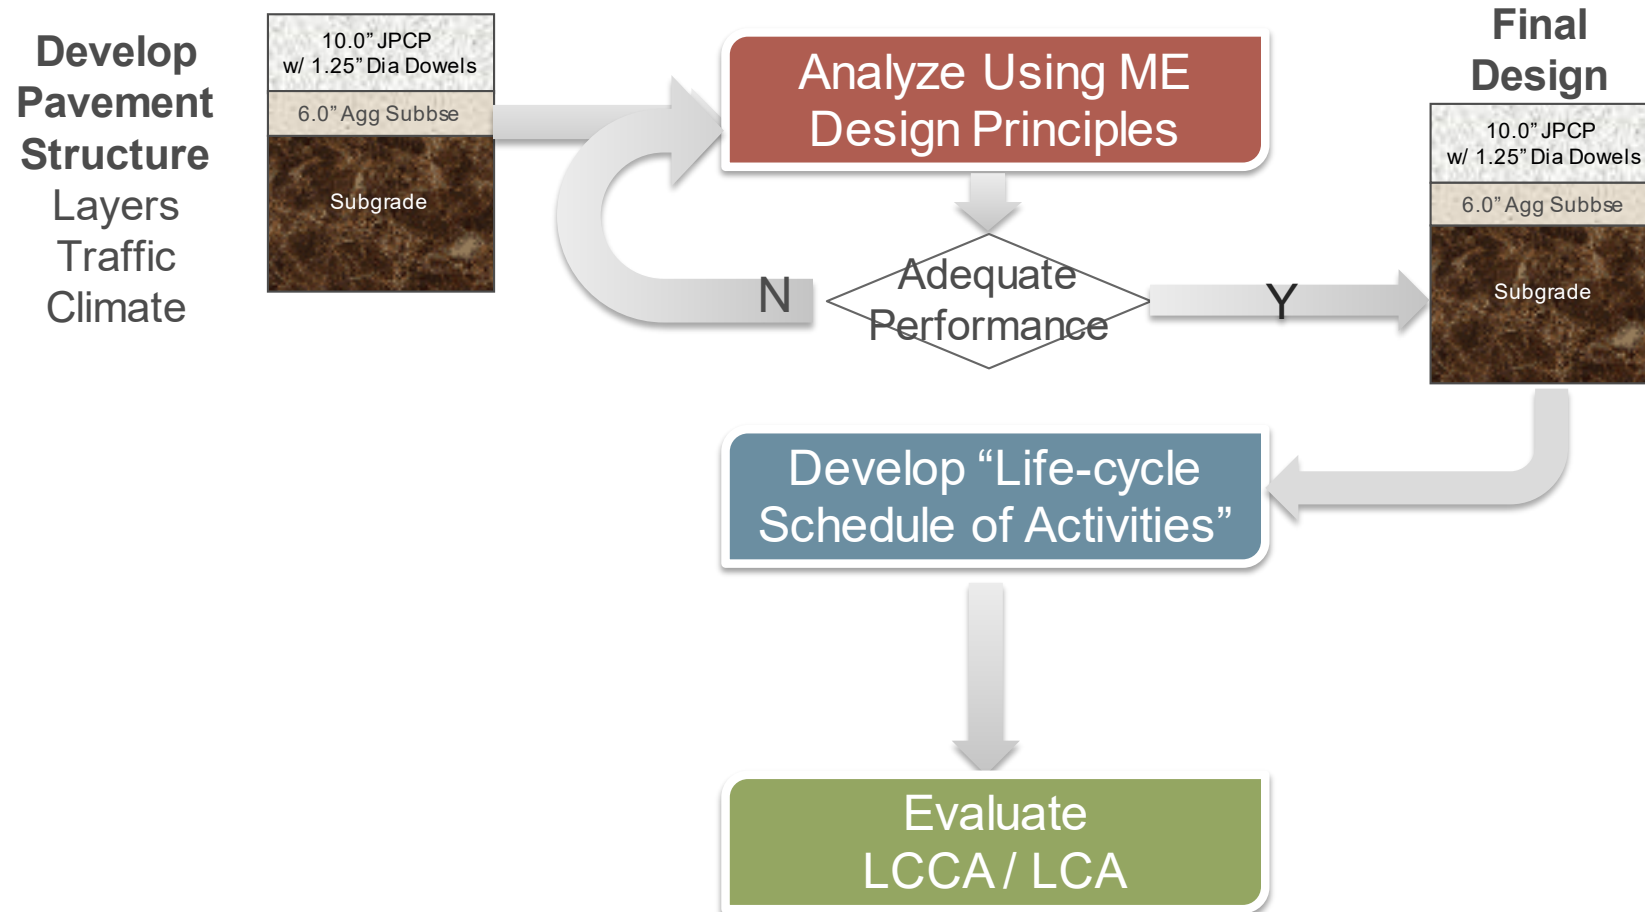 Develop
Pavement
Structure
Layers
Traffic
Climate
10.0” JPCP
w/ 1.25” Dia Dowels
6.0” Agg Subbse
Subgrade
Analyze Using ME
Design Principles
Adequate
Performance
N
Y
Final
Design
10.0” JPCP
w/ 1.25” Dia Dowels
6.0” Agg Subbse
Subgrade
Develop “Life-cycle
Schedule of Activities”
Evaluate
LCCA / LCA